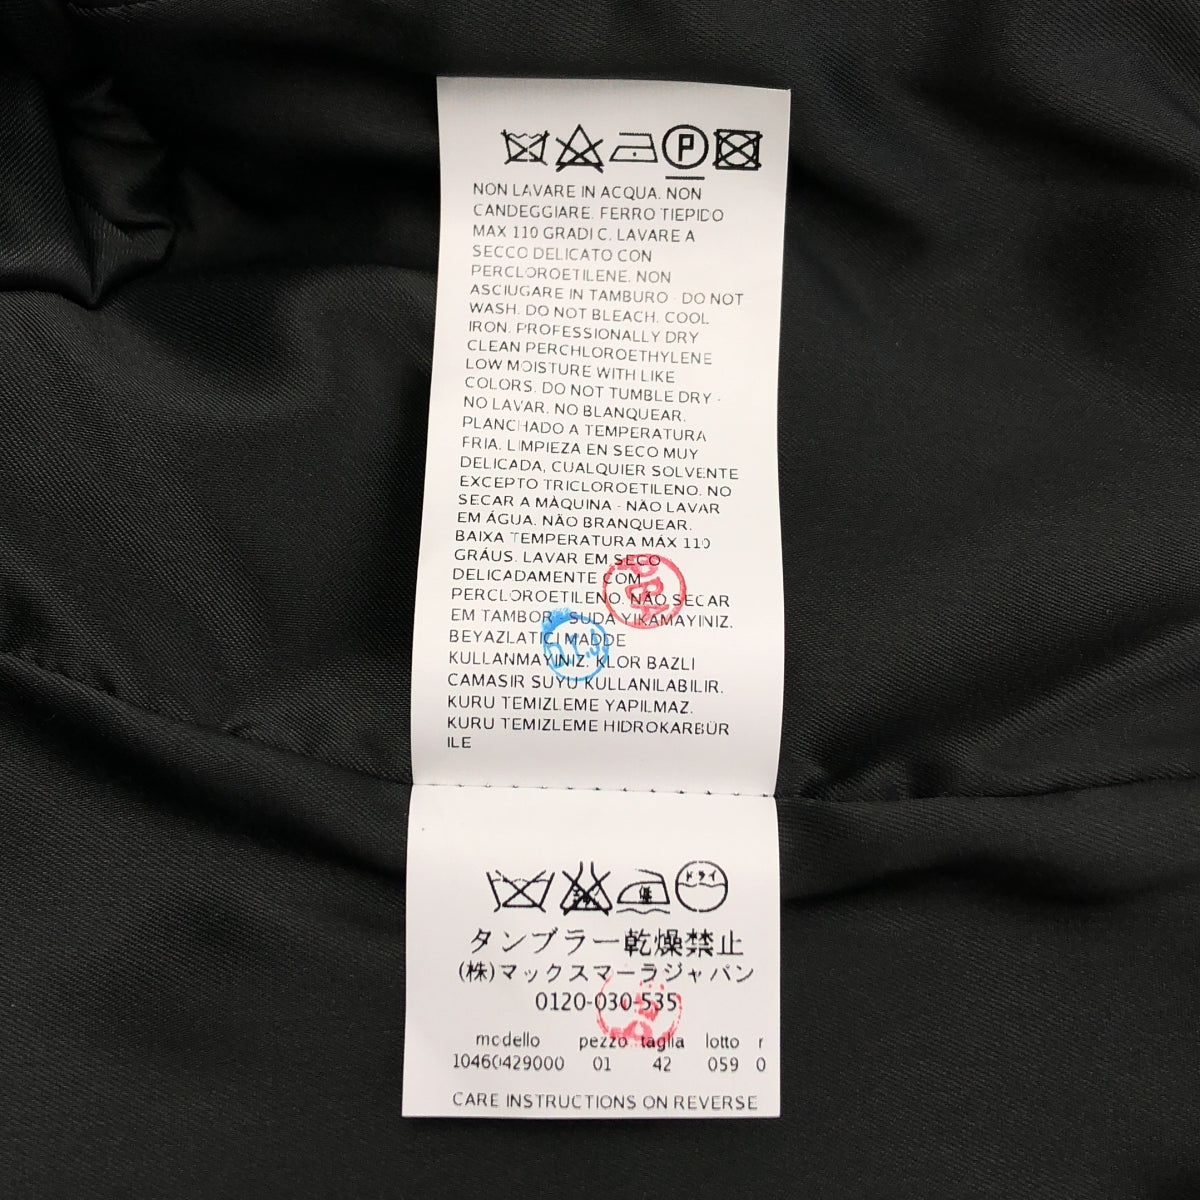 P
NON LAVARE IN ACQUA. NON
CANDEGGIARE. FERRO TIEPIDO
MAX 110 GRADI C. LAVARE A
SECCO DELICATO CON
PERCLOROETILENE. NON
ASCIUGARE IN TAMBURO - DO NOT
WASH. DO NOT BLEACH. COOL
IRON. PROFESSIONALLY DRY
CLEAN PERCHLOROETHYLENE
LOW MOISTURE WITH LIKE
COLORS. DO NOT TUMBLE DRY -
NO LAVAR. NO BLANQUEAR.
PLANCHADO A TEMPERATURA
FRIA. LIMPIEZA EN SECO MUY
DELICADA, CUALQUIER SOLVENTE
EXCEPTO TRICLOROETILENO. NO
SECAR A MÀQUINA - NÃO LAVAR
EM ÁGUA. NÃO BRANQUEAR.
BAIXA TEMPERATURA MÁX 110
GRÁUS. LAVAR EM SECO
DELICADAMENTE COM
PERCLOROETILENO. NÃO SECAR
EM TAMBOR - SUDA YIKAMAYINIZ.
BEYAZLATICI MADDE
KULLANMAYINIZ. KLOR BAZLI
CAMASIR SUYU KULLANILABILIR.
KURU TEMIZLEME YAPILMAZ.
KURU TEMIZLEME HIDROKARBÜR
ILE
低 ドライ
タンブラー乾燥禁止
(株)マックスマーラジャパン
0120-030-535
modello pezzo taglia lotto r
10460429000 01 42 059 0
CARE INSTRUCTIONS ON REVERSE